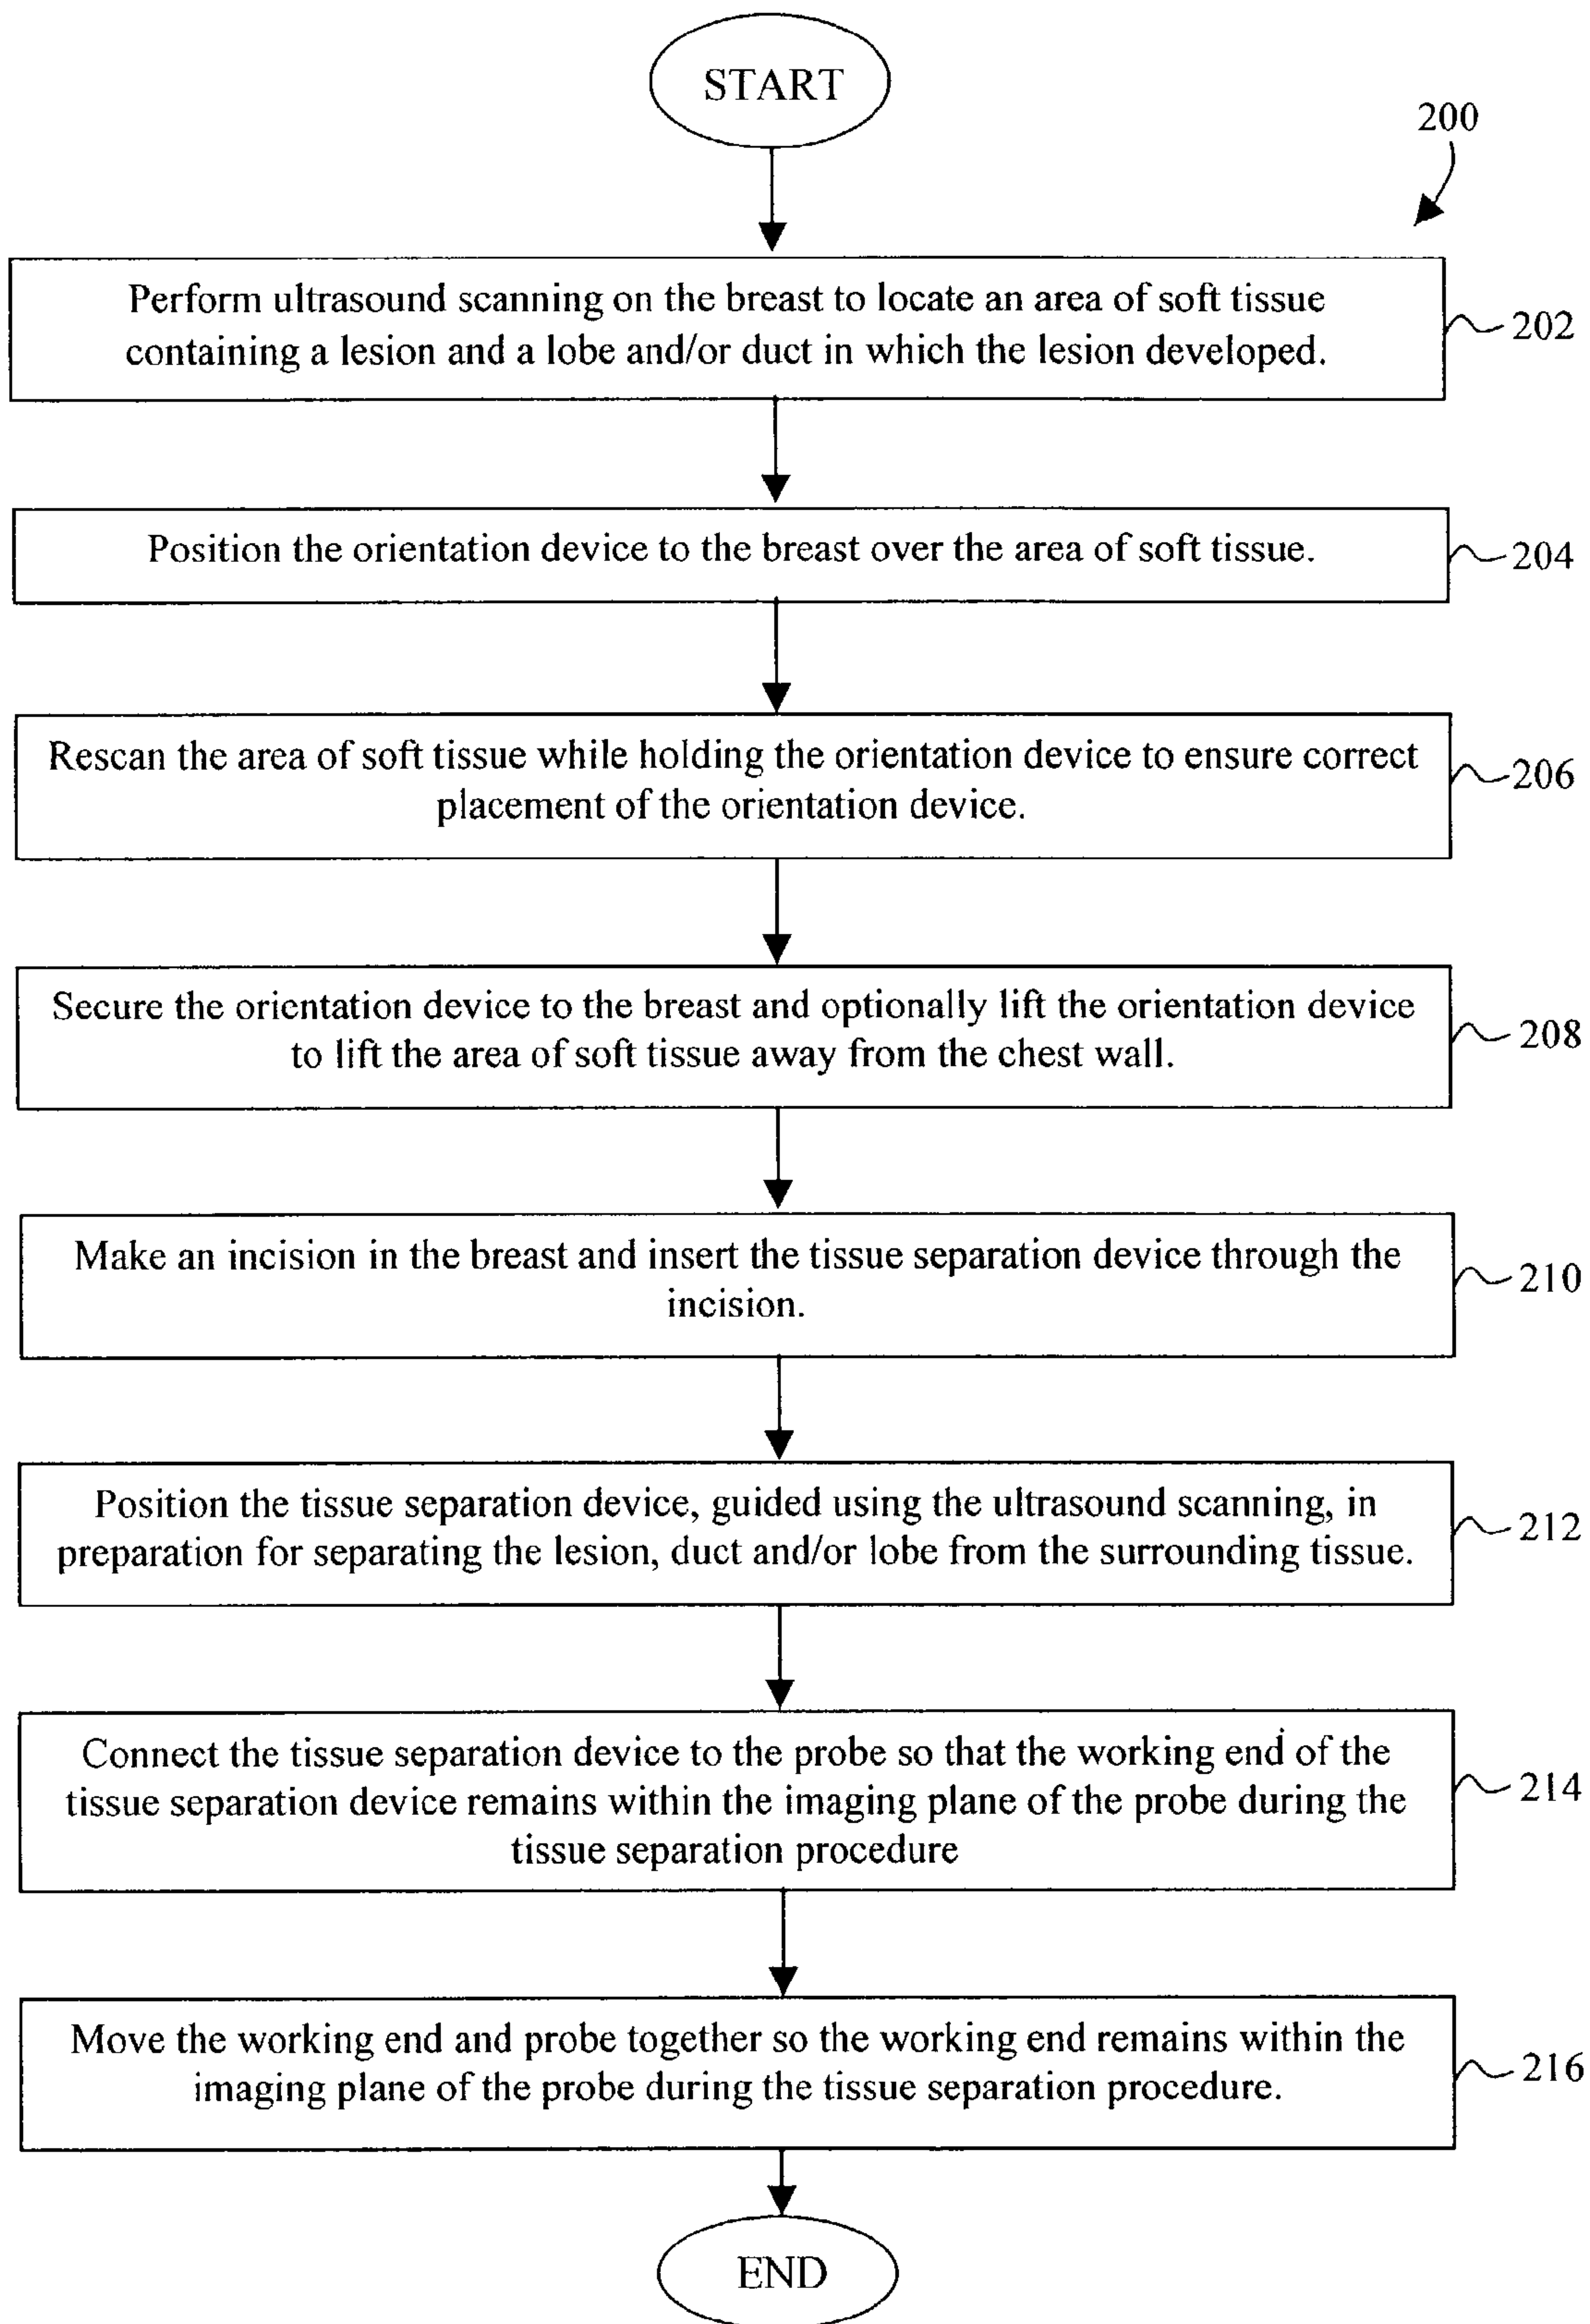 START
200
Perform ultrasound scanning on the breast to locate an area of soft tissue
containing a lesion and a lobe and/or duct in which the lesion developed.
202
Position the orientation device to the breast over the area of soft tissue.
204
Rescan the area of soft tissue while holding the orientation device to ensure correct
placement of the orientation device.
206
Secure the orientation device to the breast and optionally lift the orientation device
to lift the area of soft tissue away from the chest wall.
208
Make an incision in the breast and insert the tissue separation device through the
incision.
210
Position the tissue separation device, guided using the ultrasound scanning, in
preparation for separating the lesion, duct and/or lobe from the surrounding tissue.
212
Connect the tissue separation device to the probe so that the working end of the
tissue separation device remains within the imaging plane of the probe during the
tissue separation procedure
214
Move the working end and probe together so the working end remains within the
imaging plane of the probe during the tissue separation procedure.
216
END